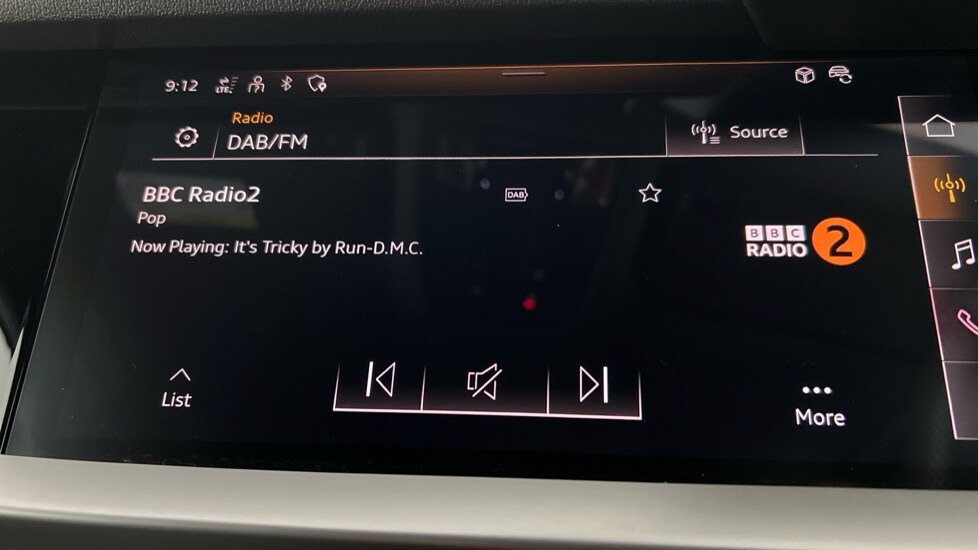 9:12 LTE
Radio
DAB/FM
Source
BBC Radio2
DAB
Pop
Now Playing: It's Tricky by Run-D.M.C.
BBC
RADIO 2
List
More